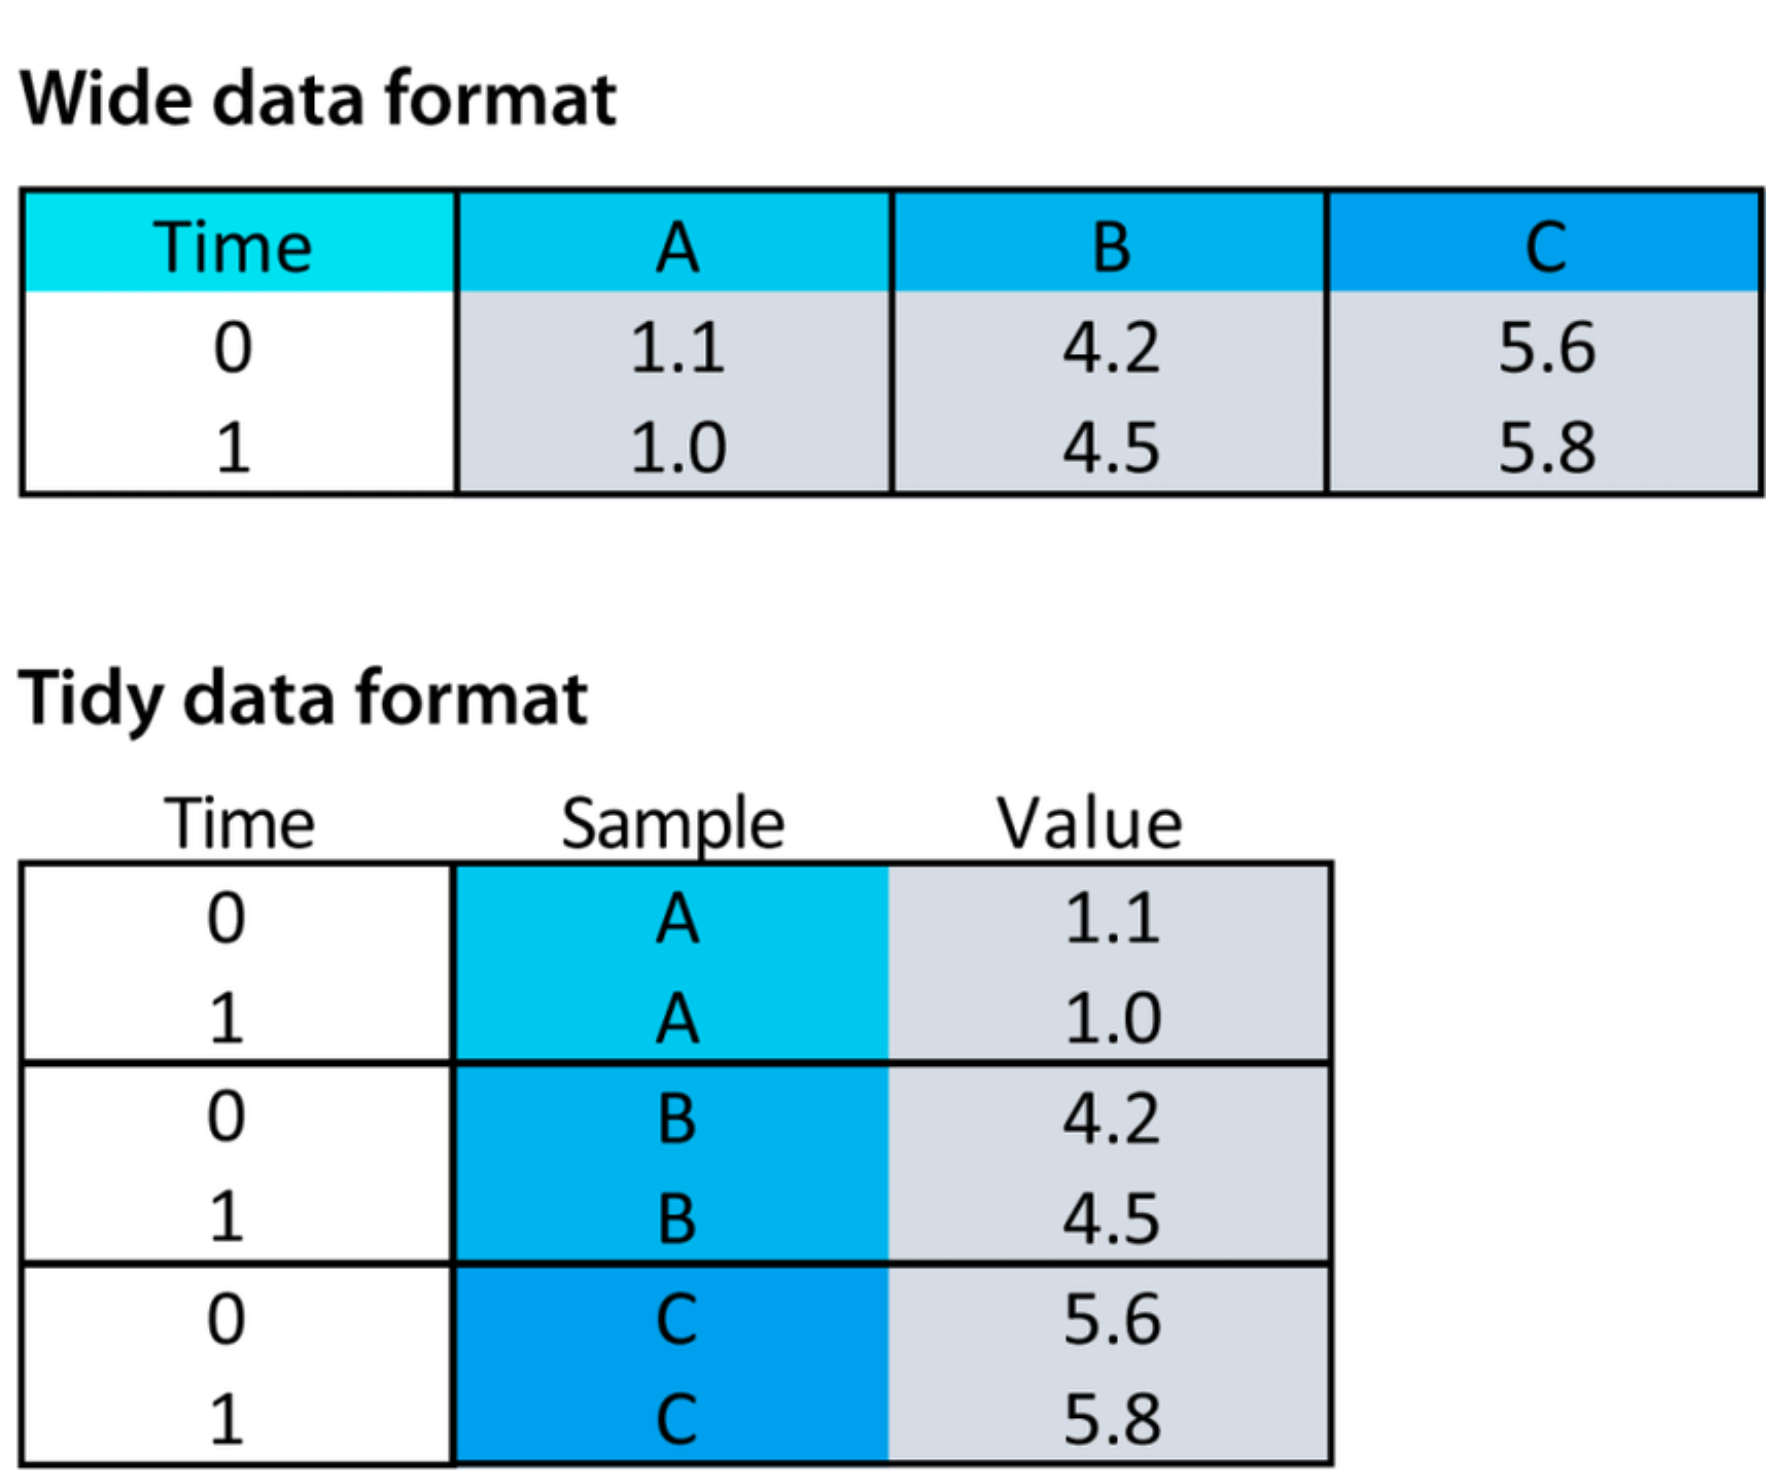 Wide data format
Time A B C
0 1.1 4.2 5.6
1 1.0 4.5 5.8
Tidy data format
Time Sample Value
0 A 1.1
1 A 1.0
0 B 4.2
1 B 4.5
0 C 5.6
1 C 5.8